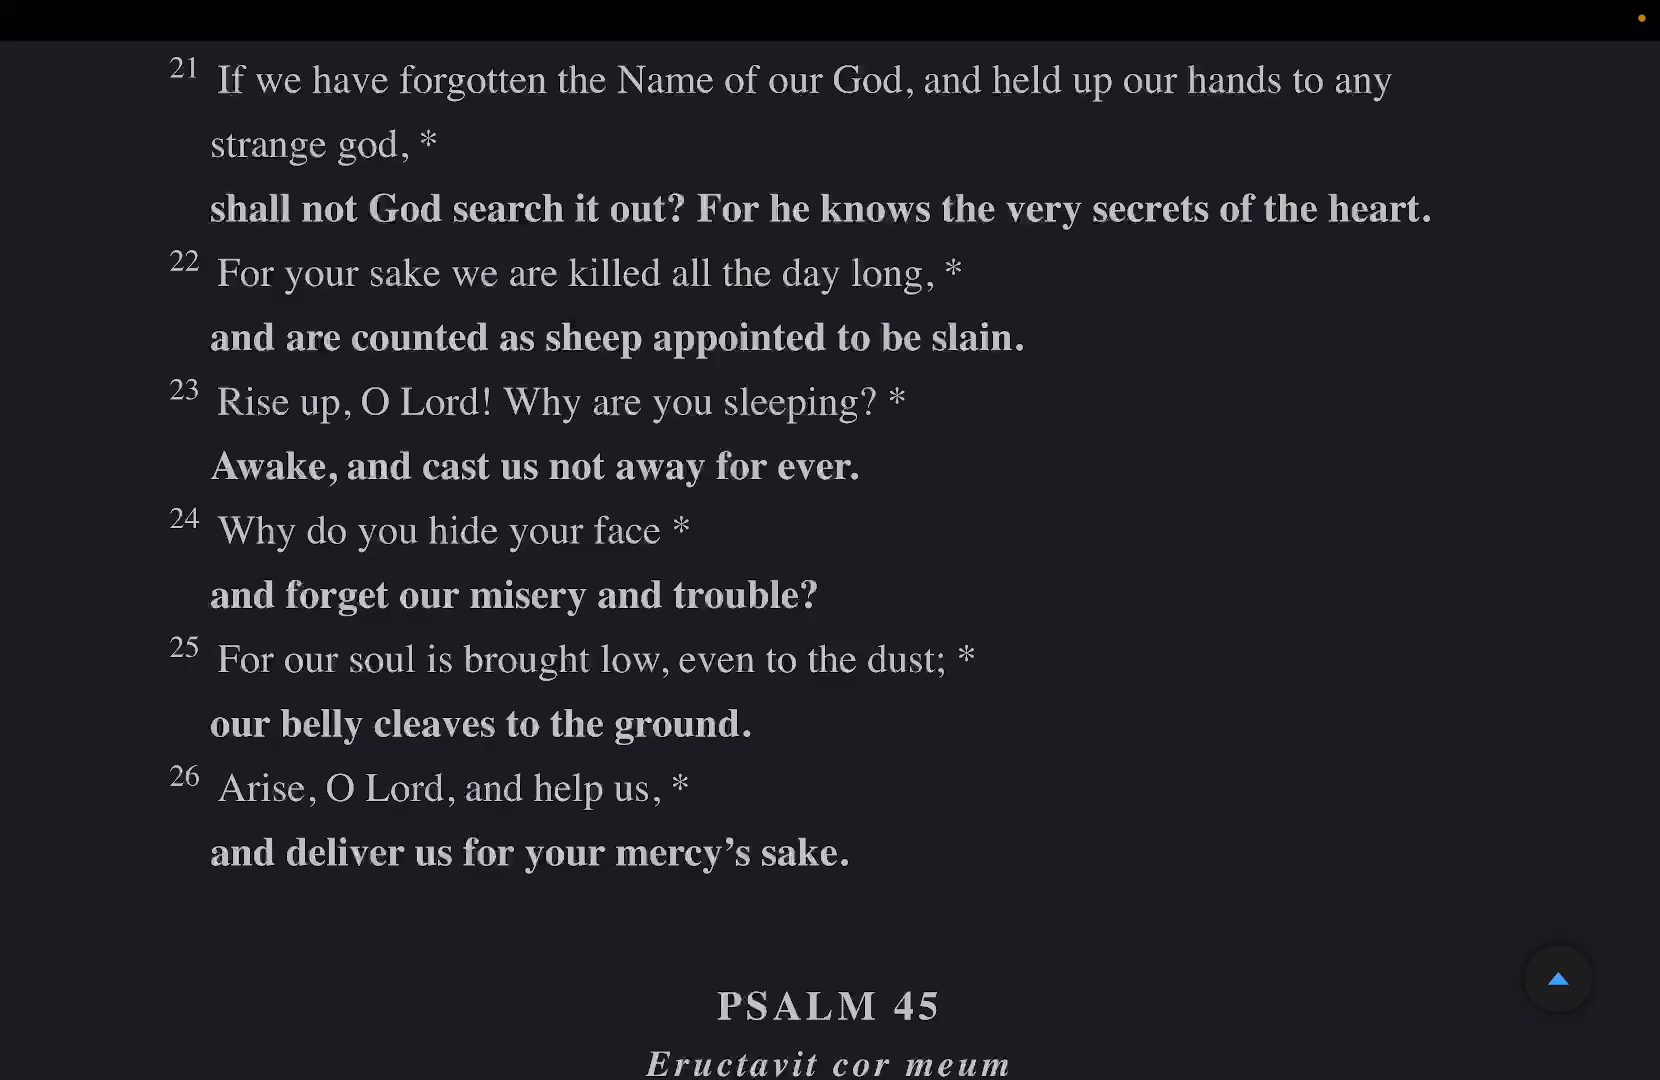 21 If we have forgotten the Name of our God, and held up our hands to any
strange god, *
shall not God search it out? For he knows the very secrets of the heart.
22 For your sake we are killed all the day long, *
and are counted as sheep appointed to be slain.
23 Rise up, O Lord! Why are you sleeping? *
Awake, and cast us not away for ever.
24 Why do you hide your face *
and forget our misery and trouble?
25 For our soul is brought low, even to the dust; *
our belly cleaves to the ground.
26 Arise, O Lord, and help us, *
and deliver us for your mercy’s sake.
PSALM 45
Eructavit cor meum